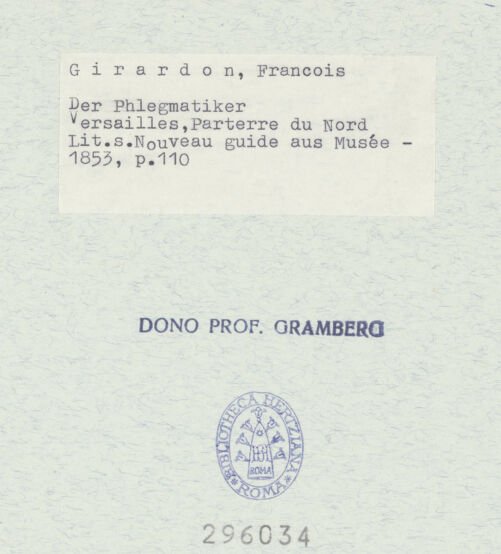 Girardon, Francois
Der Phlegmatiker
Versailles,Parterre du Nord
Lit.s.Nouveau guide aus Musée -
1853, p.110
DONO PROF. GRAMBERG
BIBLIOTHECA HERTZIANA
ROMA
* ROMA *
296034